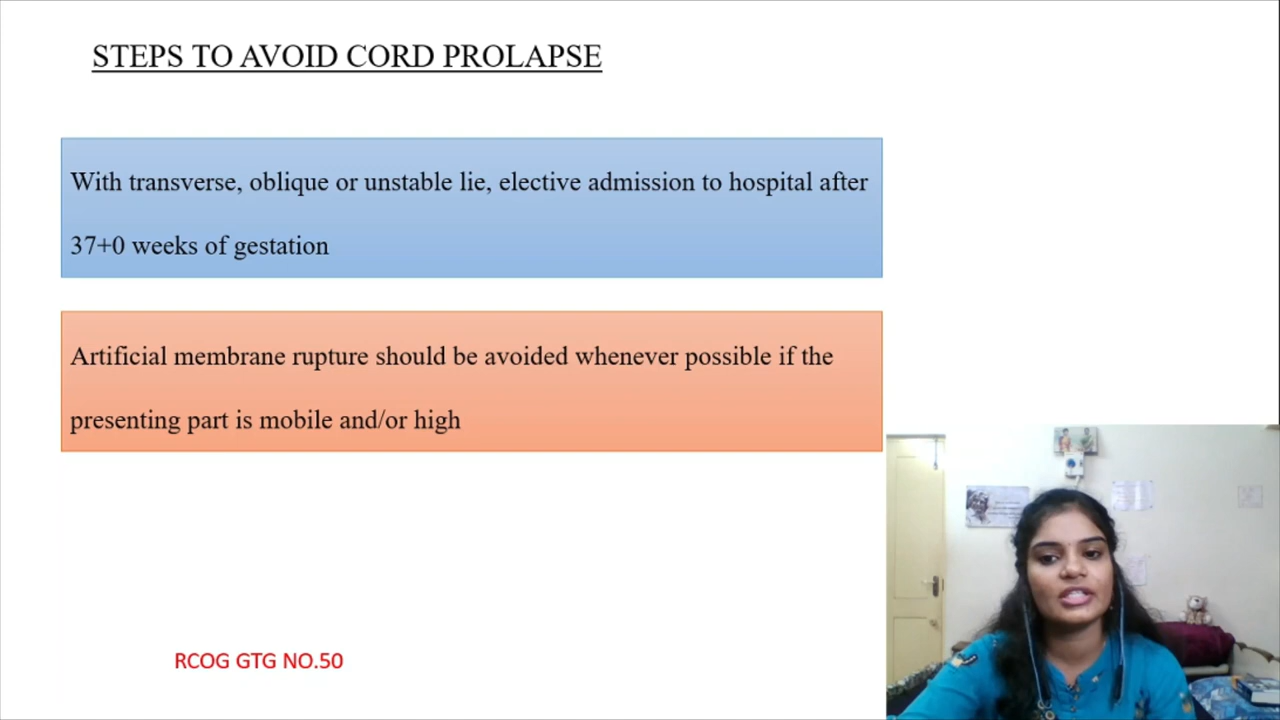 STEPS TO AVOID CORD PROLAPSE
With transverse, oblique or unstable lie, elective admission to hospital after
37+0 weeks of gestation
Artificial membrane rupture should be avoided whenever possible if the
presenting part is mobile and/or high
RCOG GTG NO.50